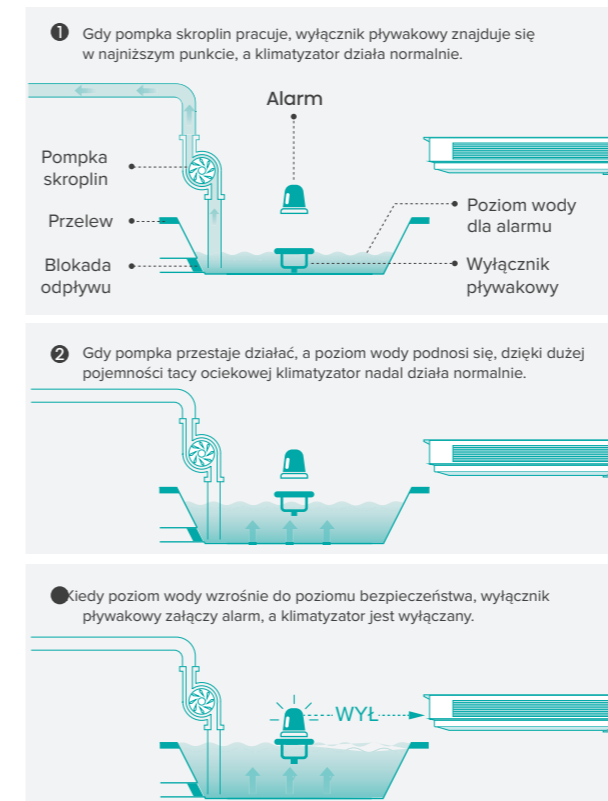 1 Gdy pompka skroplin pracuje, wyłącznik pływakowy znajduje się
w najniższym punkcie, a klimatyzator działa normalnie.
Alarm
Pompka
skroplin
Przelew
Blokada
odpływu
Poziom wody
dla alarmu
Wyłącznik
pływakowy
2 Gdy pompka przestaje działać, a poziom wody podnosi się, dzięki dużej
pojemności tacy ociekowej klimatyzator nadal działa normalnie.
Kiedy poziom wody wzrośnie do poziomu bezpieczeństwa, wyłącznik
pływakowy załączy alarm, a klimatyzator jest wyłączany.
WYŁ